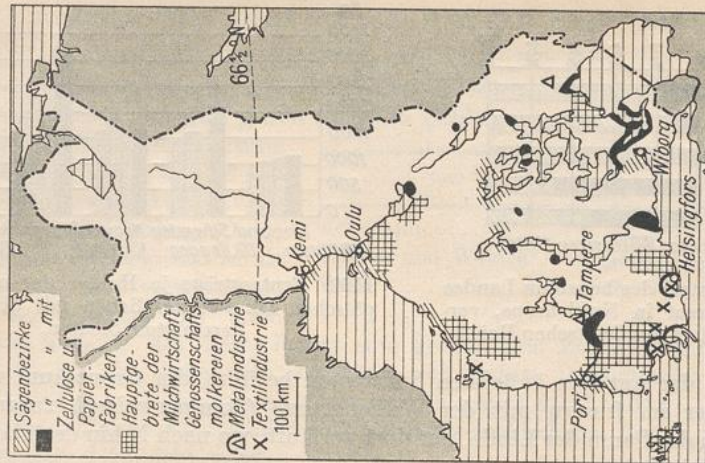 Sägenbezirke
" " mit
Zellulose u.
Papier-
fabriken
Hauptge-
biete der
Milchwirtschaft,
Genossenschafts
molkereien
Metallindustrie
X Textilindustrie
100 km
66½° N
Kemi
Oulu
Tampere
Pori
Wiborg
Helsingfors